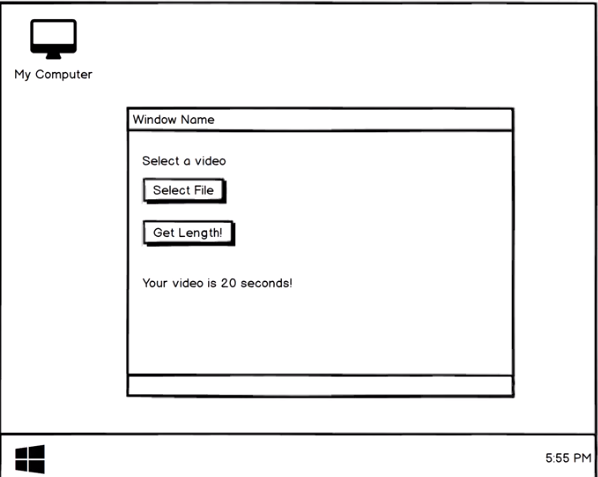 My Computer
Window Name
Select a video
Select File
Get Length!
Your video is 20 seconds!
5:55 PM